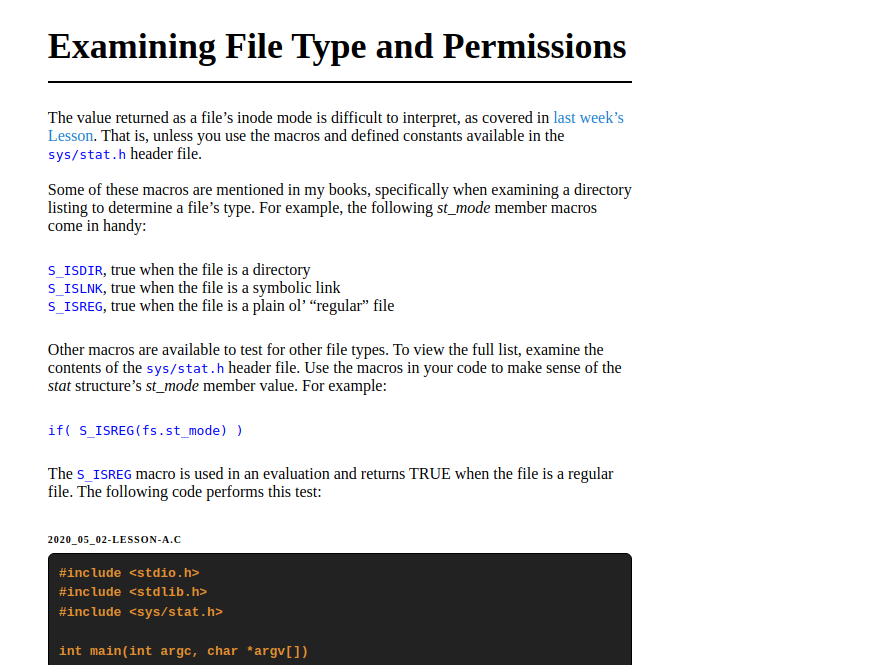 Examining File Type and Permissions
The value returned as a file’s inode mode is difficult to interpret, as covered in last week’s
Lesson. That is, unless you use the macros and defined constants available in the
sys/stat.h header file.
Some of these macros are mentioned in my books, specifically when examining a directory
listing to determine a file’s type. For example, the following st_mode member macros
come in handy:
S_ISDIR, true when the file is a directory
S_ISLNK, true when the file is a symbolic link
S_ISREG, true when the file is a plain ol’ “regular” file
Other macros are available to test for other file types. To view the full list, examine the
contents of the sys/stat.h header file. Use the macros in your code to make sense of the
stat structure’s st_mode member value. For example:
if( S_ISREG(fs.st_mode) )
The S_ISREG macro is used in an evaluation and returns TRUE when the file is a regular
file. The following code performs this test:
2020_05_02-LESSON-A.C
#include <stdio.h>
#include <stdlib.h>
#include <sys/stat.h>
int main(int argc, char *argv[])